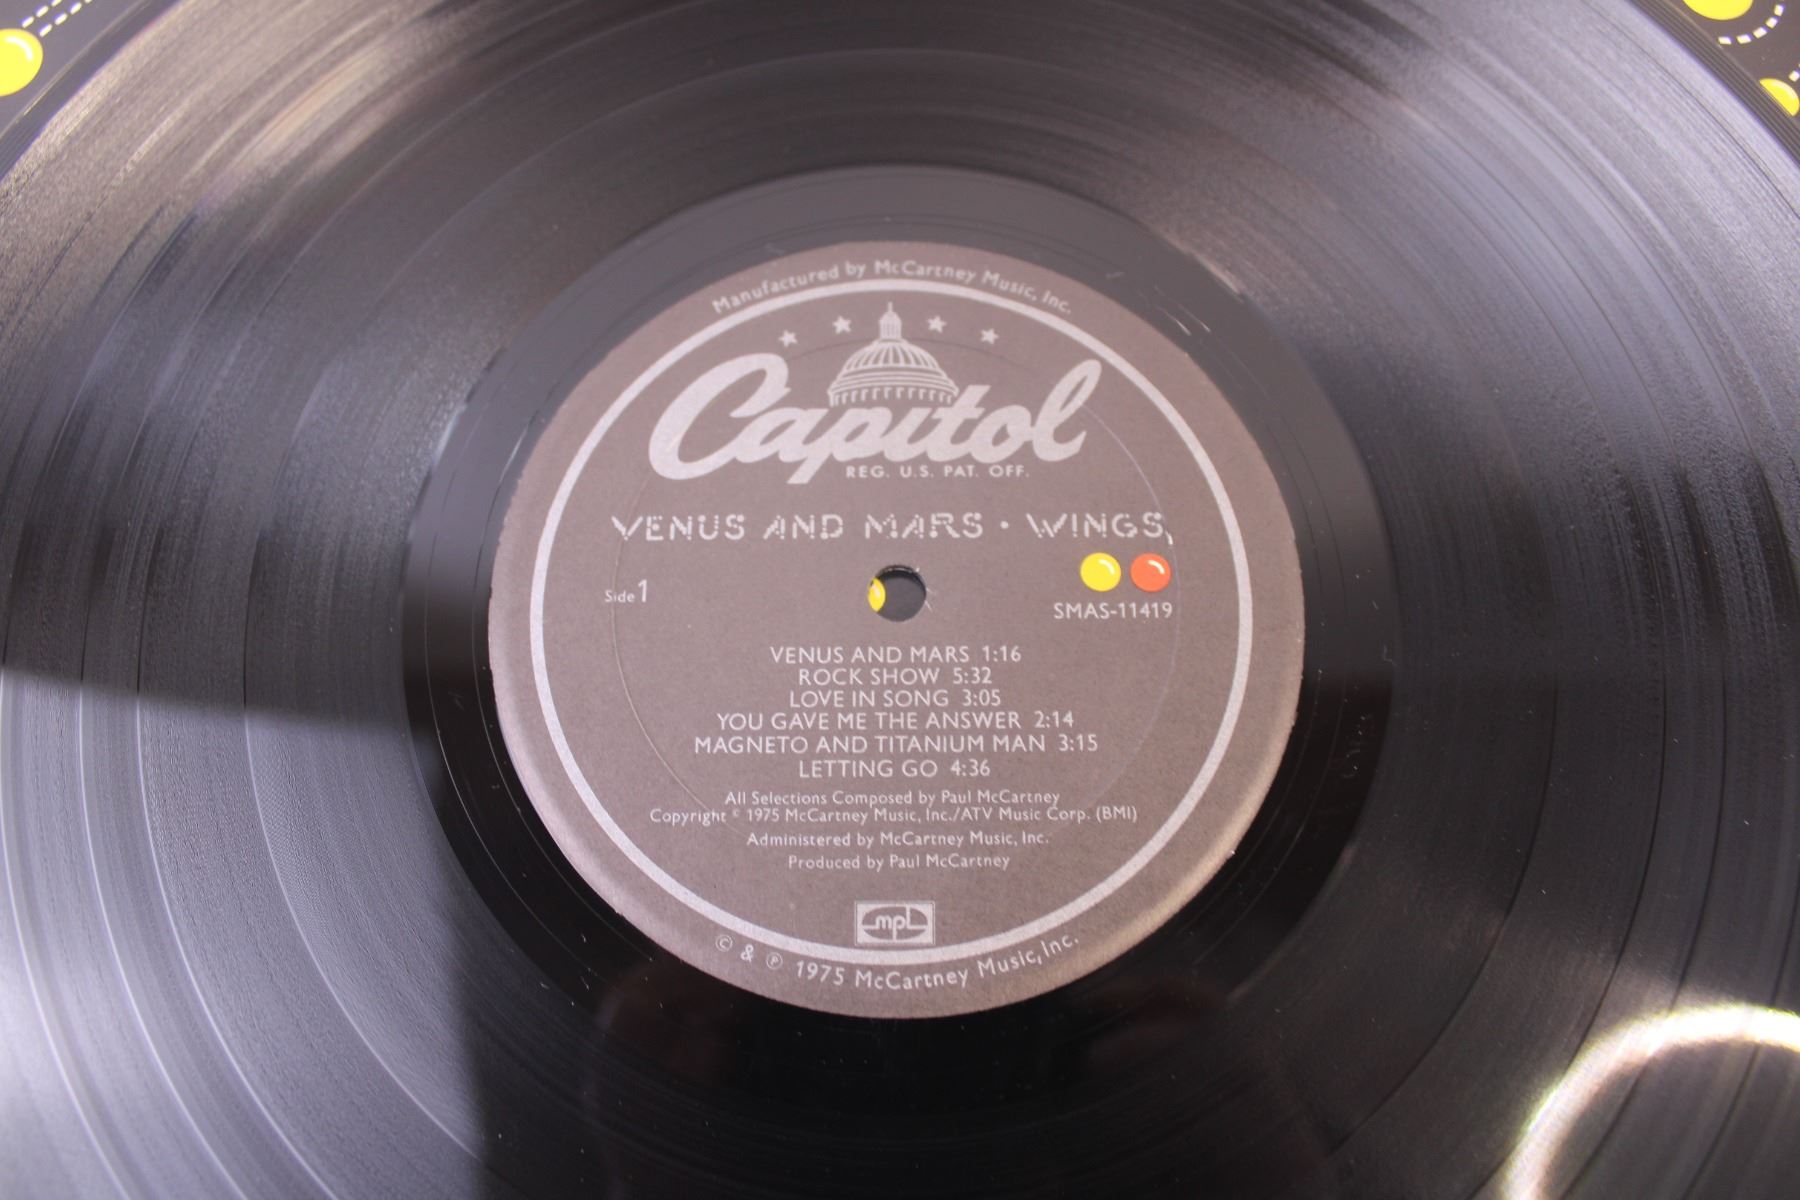 Manufactured by McCartney Music, Inc.
Capitol
REG. U.S. PAT. OFF.
VENUS AND MARS • WINGS
Side 1
SMAS-11419
VENUS AND MARS 1:16
ROCK SHOW 5:32
LOVE IN SONG 3:05
YOU GAVE ME THE ANSWER 2:14
MAGNETO AND TITANIUM MAN 3:15
LETTING GO 4:36
All Selections Composed by Paul McCartney
Copyright © 1975 McCartney Music, Inc./ATV Music Corp. (BMI)
Administered by McCartney Music, Inc.
Produced by Paul McCartney
mpl
© & ℗ 1975 McCartney Music, Inc.